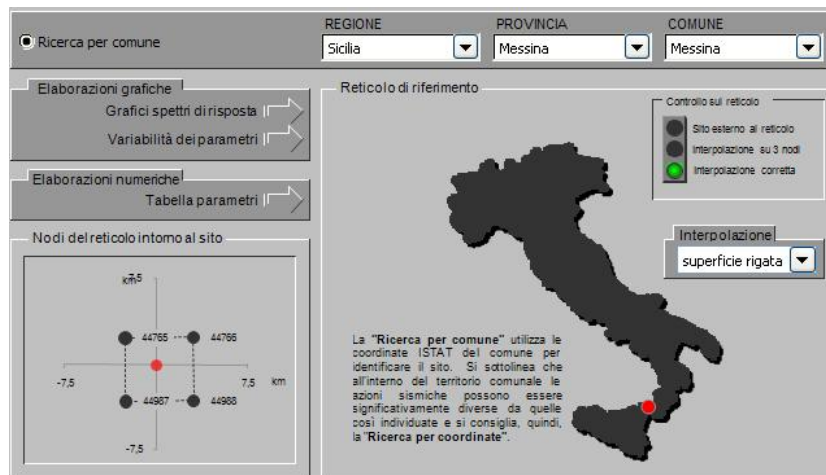 REGIONE
PROVINCIA
COMUNE
Ricerca per comune
Sicilia
Messina
Messina
Elaborazioni grafiche
Grafici spettri di risposta
Variabilità dei parametri
Elaborazioni numeriche
Tabella parametri
Nodi del reticolo intorno al sito
km
7,5
44765
44766
-7,5
7,5
km
44987
44988
-7,5
Reticolo di riferimento
Controllo sul reticolo
Sito esterno al reticolo
Interpolazione su 3 nodi
Interpolazione corretta
Interpolazione
superficie rigata
La "Ricerca per comune" utilizza le
coordinate ISTAT del comune per
identificare il sito. Si sottolinea che
all'interno del territorio comunale le
azioni sismiche possono essere
significativamente diverse da quelle
così individuate e si consiglia, quindi,
la "Ricerca per coordinate".